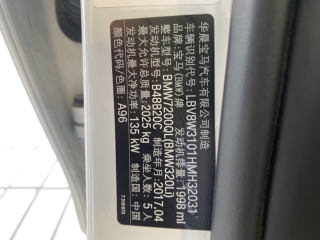 华晨宝马汽车有限公司制造
车辆识别代号:LBV8W3101HMH32031
品牌:宝马(BMW)牌 发动机排量:1998 ml
整车型号:BMW7200QL(BMW320Li)
发动机型号:B48B20C 制造年月:2017.04
最大允许总质量:2025 kg 乘坐人数:5人
发动机最大净功率:135 kW 中国制造
颜色代码/色圈:A96